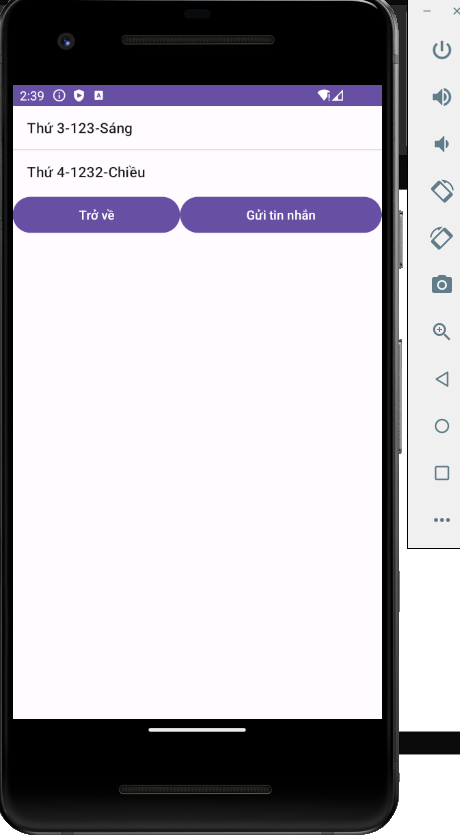 2:39
Thứ 3-123-Sáng
Thứ 4-1232-Chiều
Trở về
Gửi tin nhắn